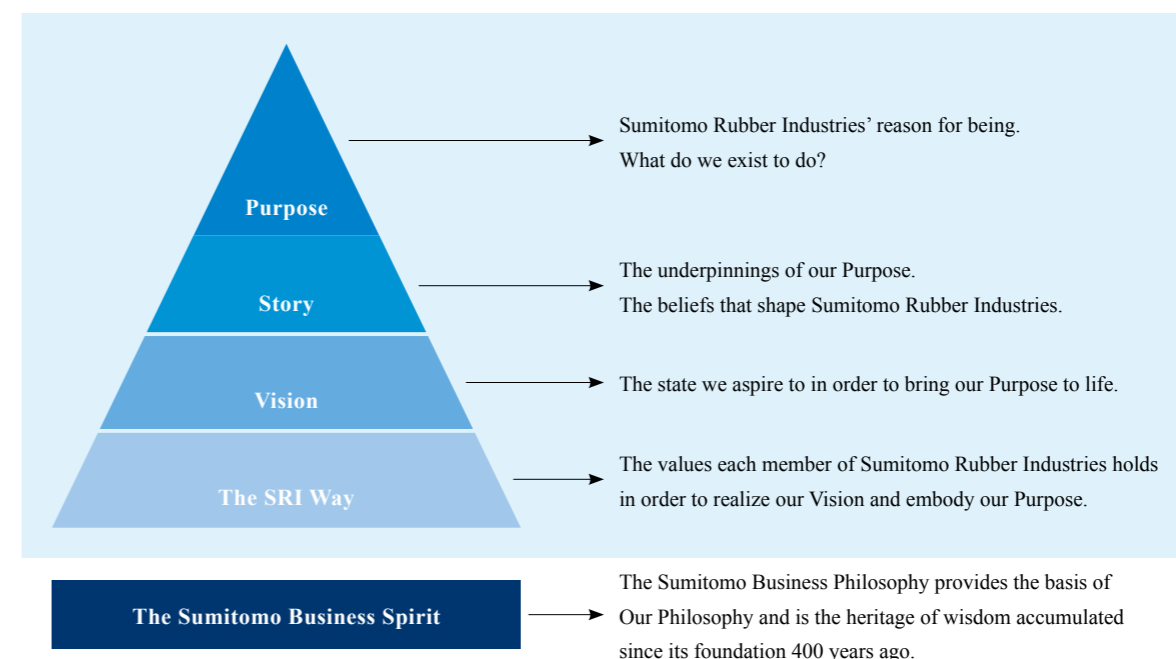 Purpose
Sumitomo Rubber Industries’ reason for being.
What do we exist to do?
Story
The underpinnings of our Purpose.
The beliefs that shape Sumitomo Rubber Industries.
Vision
The state we aspire to in order to bring our Purpose to life.
The SRI Way
The values each member of Sumitomo Rubber Industries holds
in order to realize our Vision and embody our Purpose.
The Sumitomo Business Spirit
The Sumitomo Business Philosophy provides the basis of
Our Philosophy and is the heritage of wisdom accumulated
since its foundation 400 years ago.